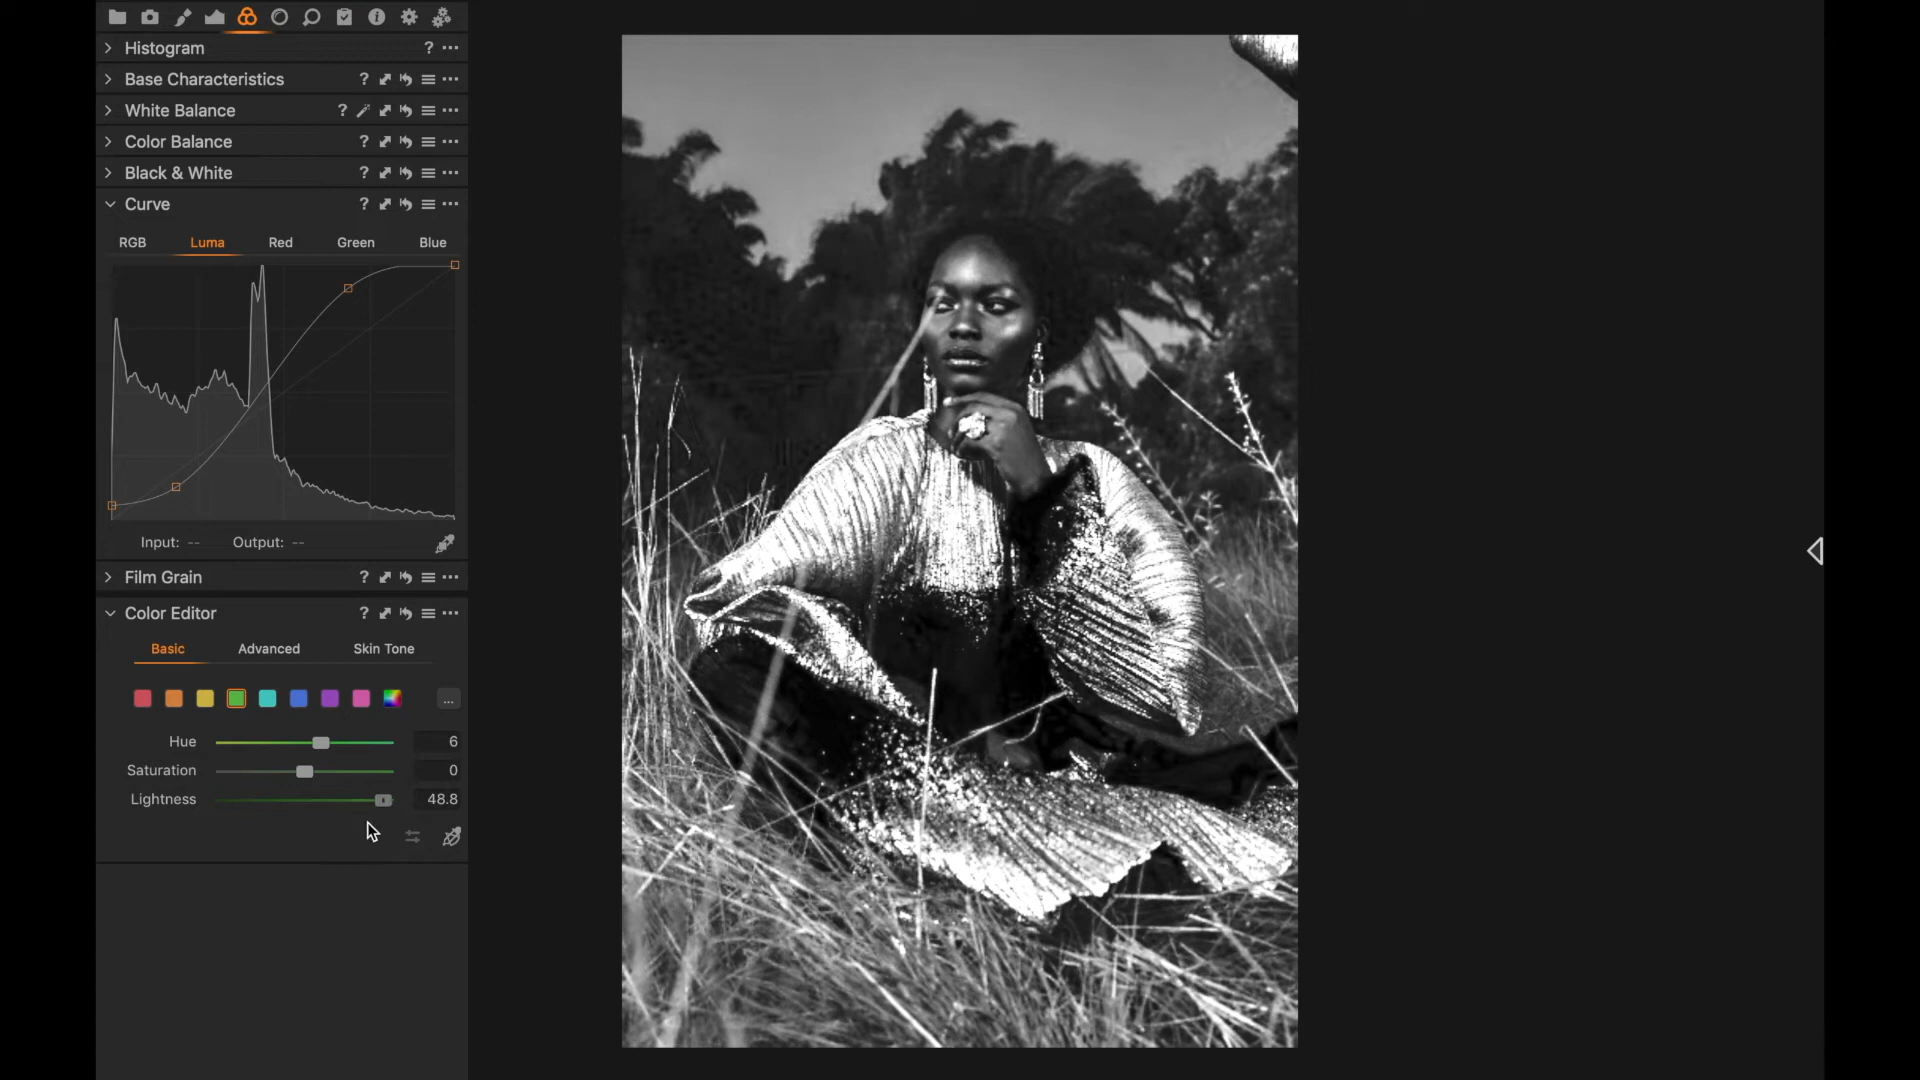 Histogram ? ...
Base Characteristics ?  ...
White Balance ? ...
Color Balance ? ...
Black & White ? ...
Curve ? ...
RGB Luma Red Green Blue
Input: -- Output: --
Film Grain ? ...
Color Editor ? ...
Basic Advanced Skin Tone
...
Hue 6
Saturation 0
Lightness 48.8